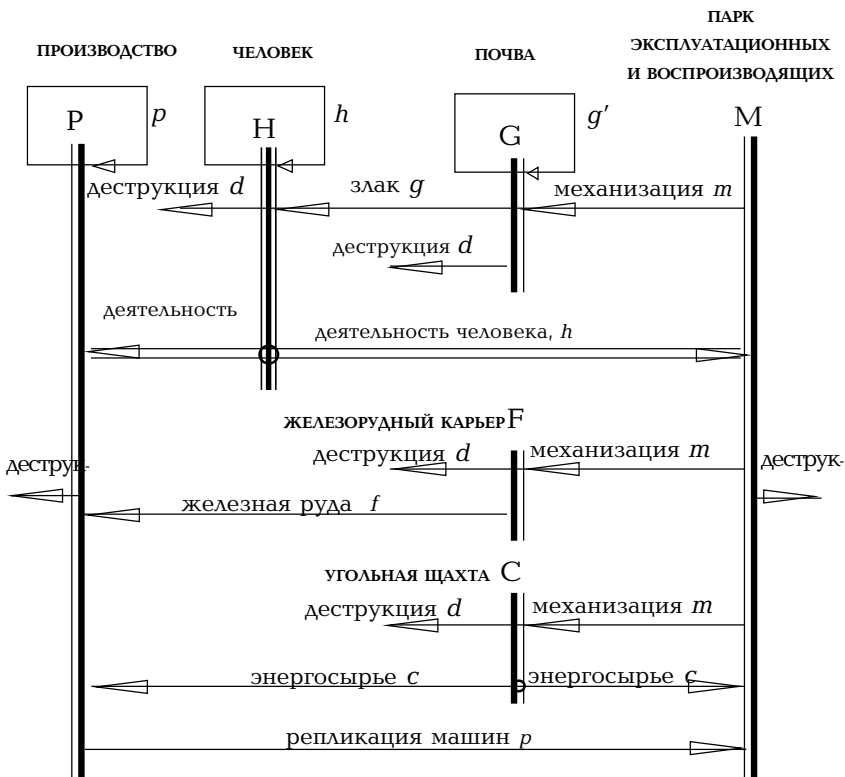 ПАРК
ПРОИЗВОДСТВО ЧЕЛОВЕК ПОЧВА ЭКСПЛУАТАЦИОННЫХ
И ВОСПРОИЗВОДЯЩИХ
P p H h G g′ M
деструкция d злак g механизация m
деструкция d
деятельность
деятельность человека, h
ЖЕЛЕЗОРУДНЫЙ КАРЬЕР F
деструк- деструкция d механизация m деструк-
железная руда f
УГОЛЬНАЯ ЩАХТА C
деструкция d механизация m
энергосырье c энергосырье c
репликация машин p